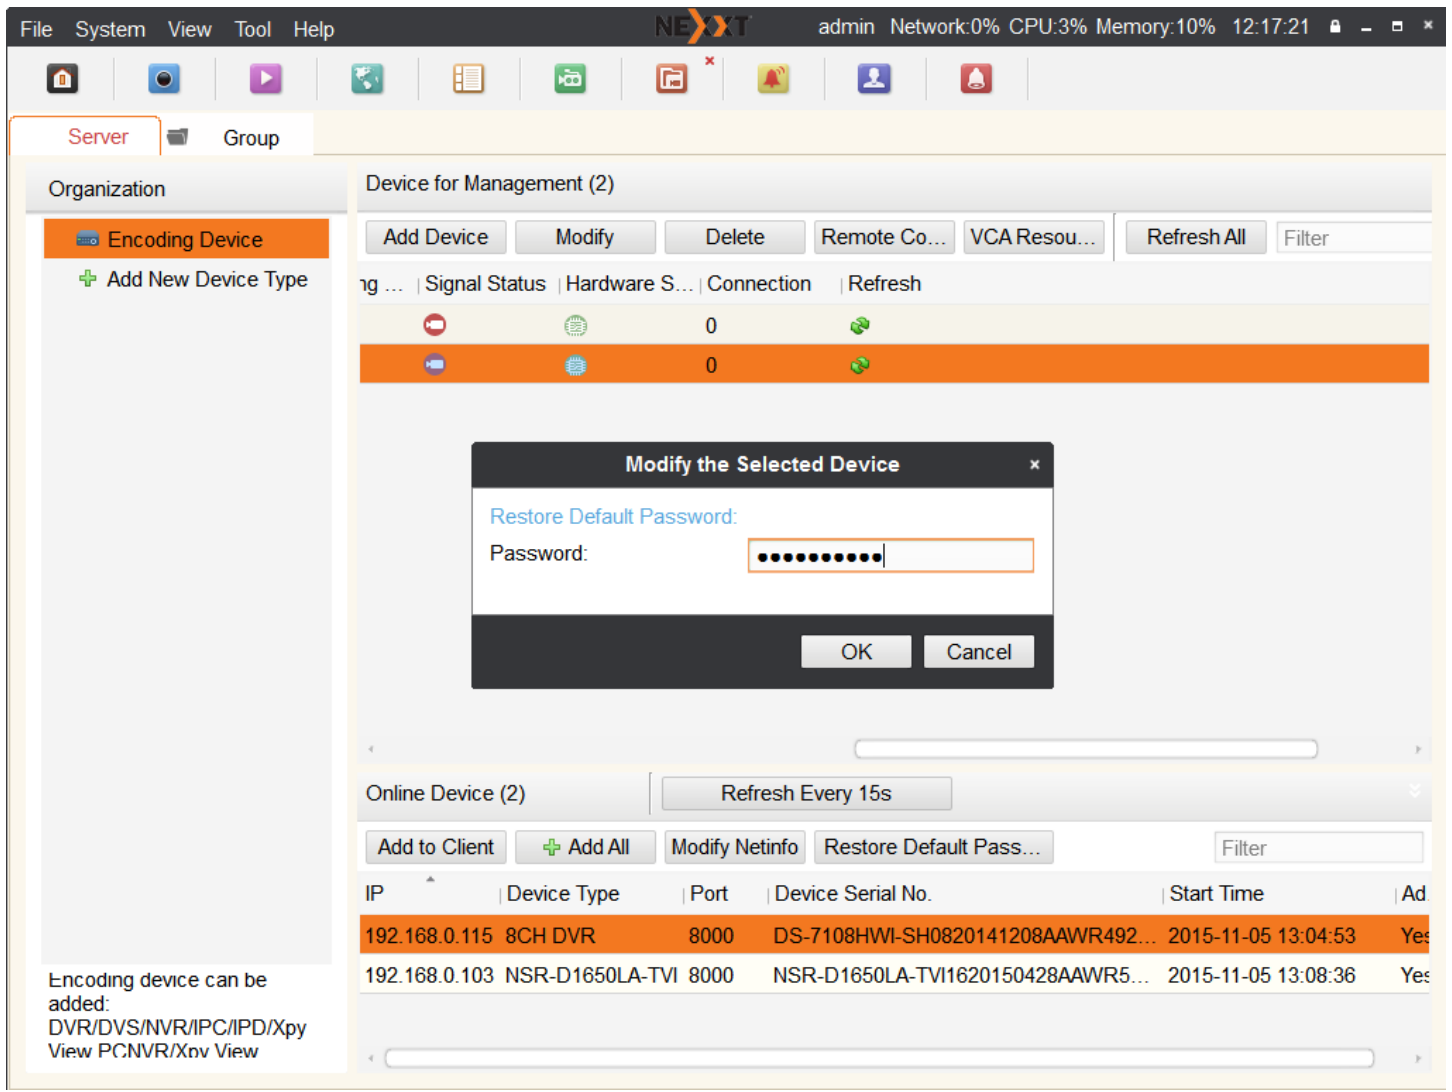 File System View Tool Help NEXXT admin Network:0% CPU:3% Memory:10% 12:17:21
Server Group
Organization
Encoding Device
Add New Device Type
Encoding device can be
added:
DVR/DVS/NVR/IPC/IPD/Xpy
View PCNVR/Xpy View
Device for Management (2)
Add Device Modify Delete Remote Co... VCA Resou... Refresh All Filter
ng ... Signal Status Hardware S... Connection Refresh
0
0
Modify the Selected Device
Restore Default Password:
Password: ●●●●●●●●●●
OK Cancel
Online Device (2) Refresh Every 15s
Add to Client Add All Modify Netinfo Restore Default Pass... Filter
IP Device Type Port Device Serial No. Start Time Ad.
192.168.0.115 8CH DVR 8000 DS-7108HWI-SH0820141208AAWR492... 2015-11-05 13:04:53 Yes
192.168.0.103 NSR-D1650LA-TVI 8000 NSR-D1650LA-TVI1620150428AAWR5... 2015-11-05 13:08:36 Yes